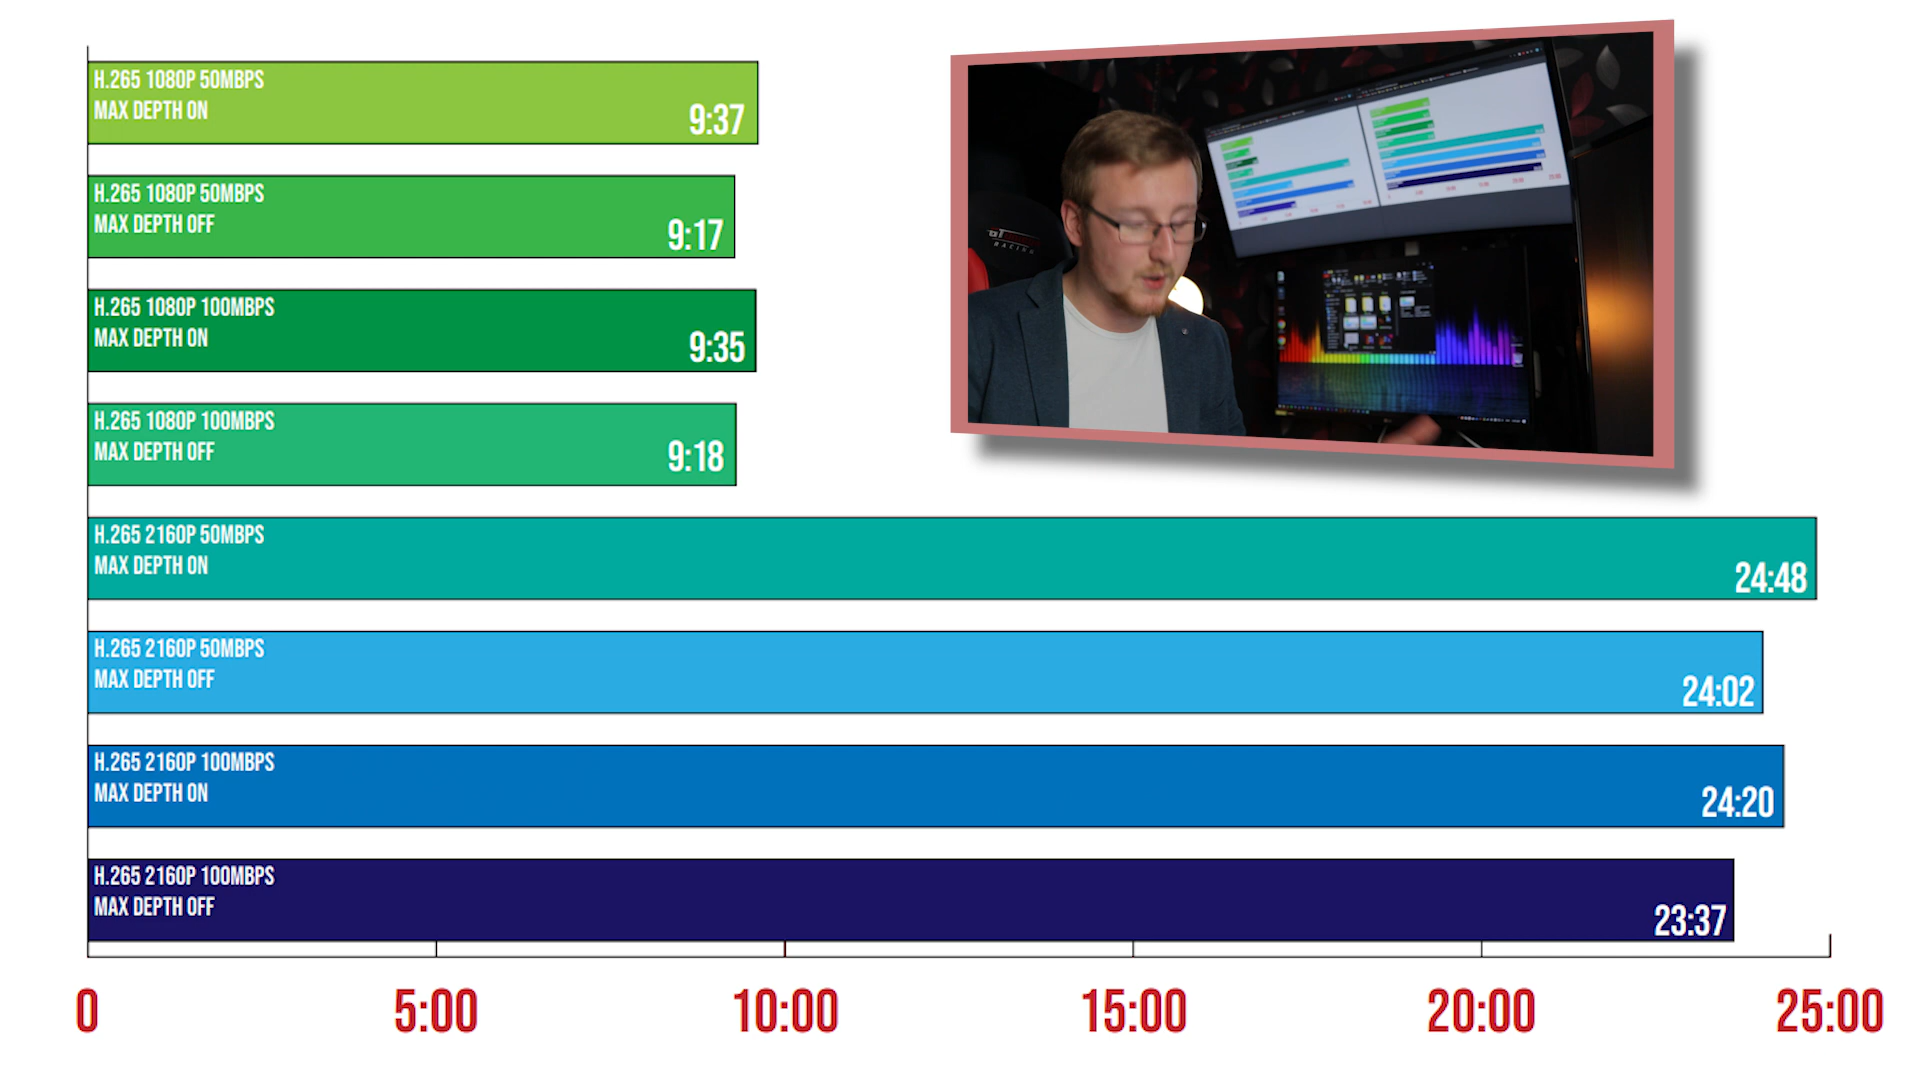 H.265 1080P 50MBPS
MAX DEPTH ON
9:37
H.265 1080P 50MBPS
MAX DEPTH OFF
9:17
H.265 1080P 100MBPS
MAX DEPTH ON
9:35
H.265 1080P 100MBPS
MAX DEPTH OFF
9:18
H.265 2160P 50MBPS
MAX DEPTH ON
24:48
H.265 2160P 50MBPS
MAX DEPTH OFF
24:02
H.265 2160P 100MBPS
MAX DEPTH ON
24:20
H.265 2160P 100MBPS
MAX DEPTH OFF
23:37
0 5:00 10:00 15:00 20:00 25:00
RACING